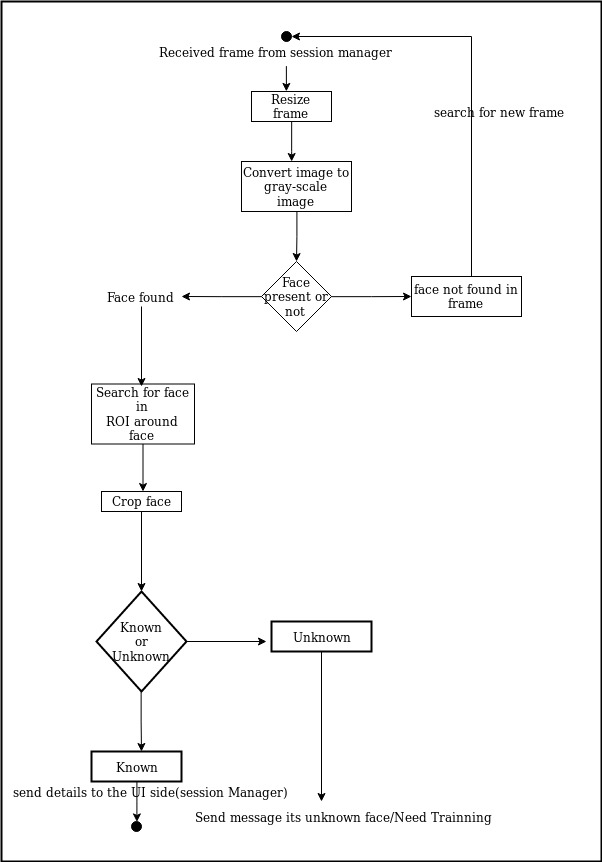 Received frame from session manager
search for new frame
Resize
frame
Convert image to
gray-scale
image
Face
present or
not
face not found in
frame
Face found
Search for face
in
ROI around
face
Crop face
Known
or
Unknown
Unknown
Known
send details to the UI side(session Manager)
Send message its unknown face/Need Trainning